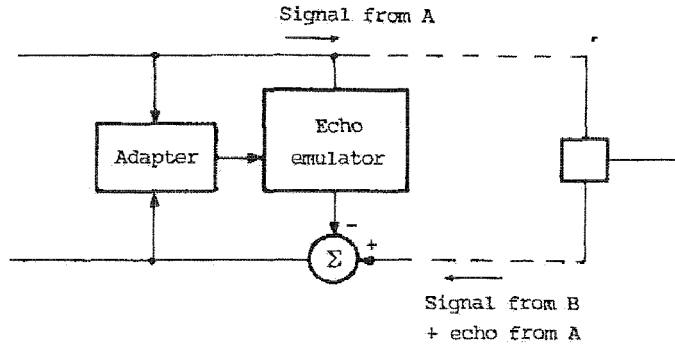 Signal from A
Echo
emulator
Adapter
-
+
Σ
Signal from B
+ echo from A